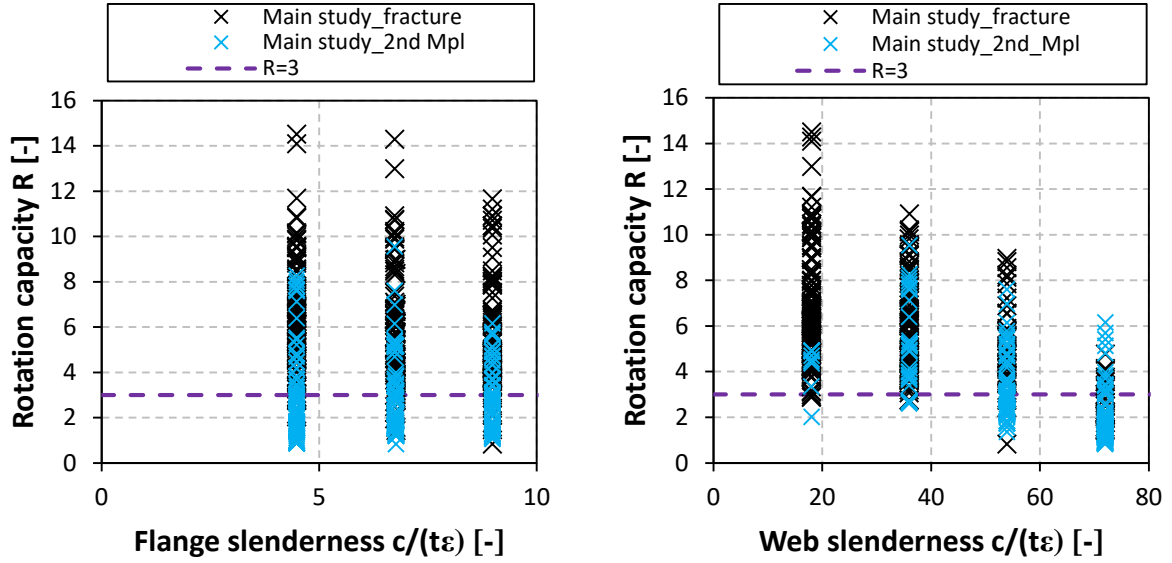 Main study_fracture
Main study_2nd Mpl
R=3
16
14
12
10
8
6
4
2
0
Rotation capacity R [-]
0 5 10
Flange slenderness c/(tε) [-]
Main study_fracture
Main study_2nd_Mpl
R=3
16
14
12
10
8
6
4
2
0
Rotation capacity R [-]
0 20 40 60 80
Web slenderness c/(tε) [-]